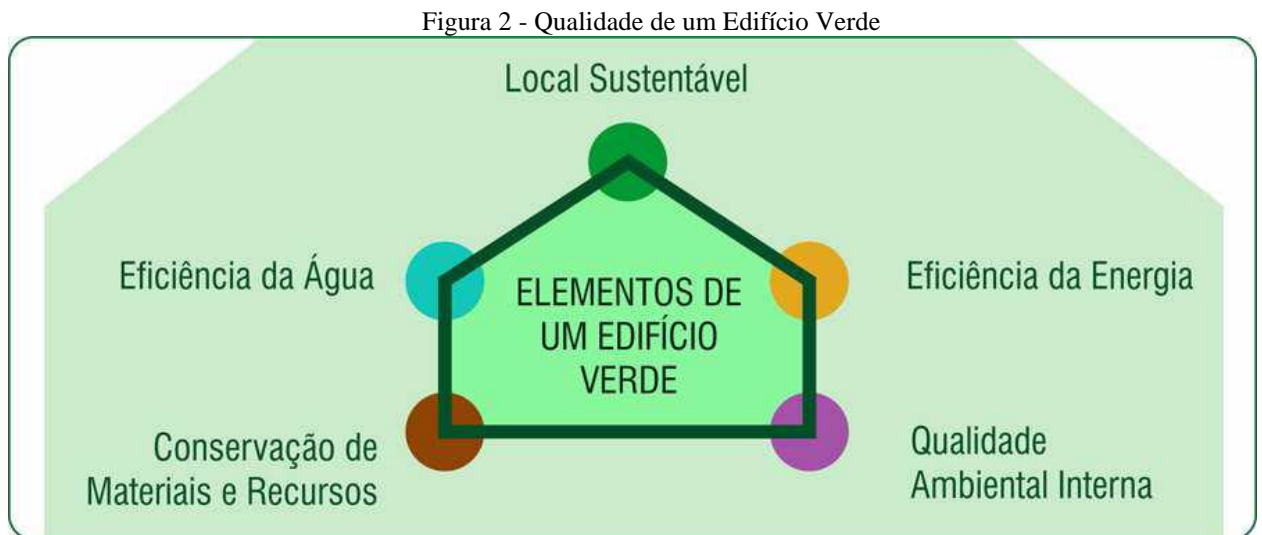 Figura 2 - Qualidade de um Edifício Verde
Local Sustentável
Eficiência da Água
Eficiência da Energia
ELEMENTOS DE
UM EDIFÍCIO
VERDE
Conservação de
Materiais e Recursos
Qualidade
Ambiental Interna